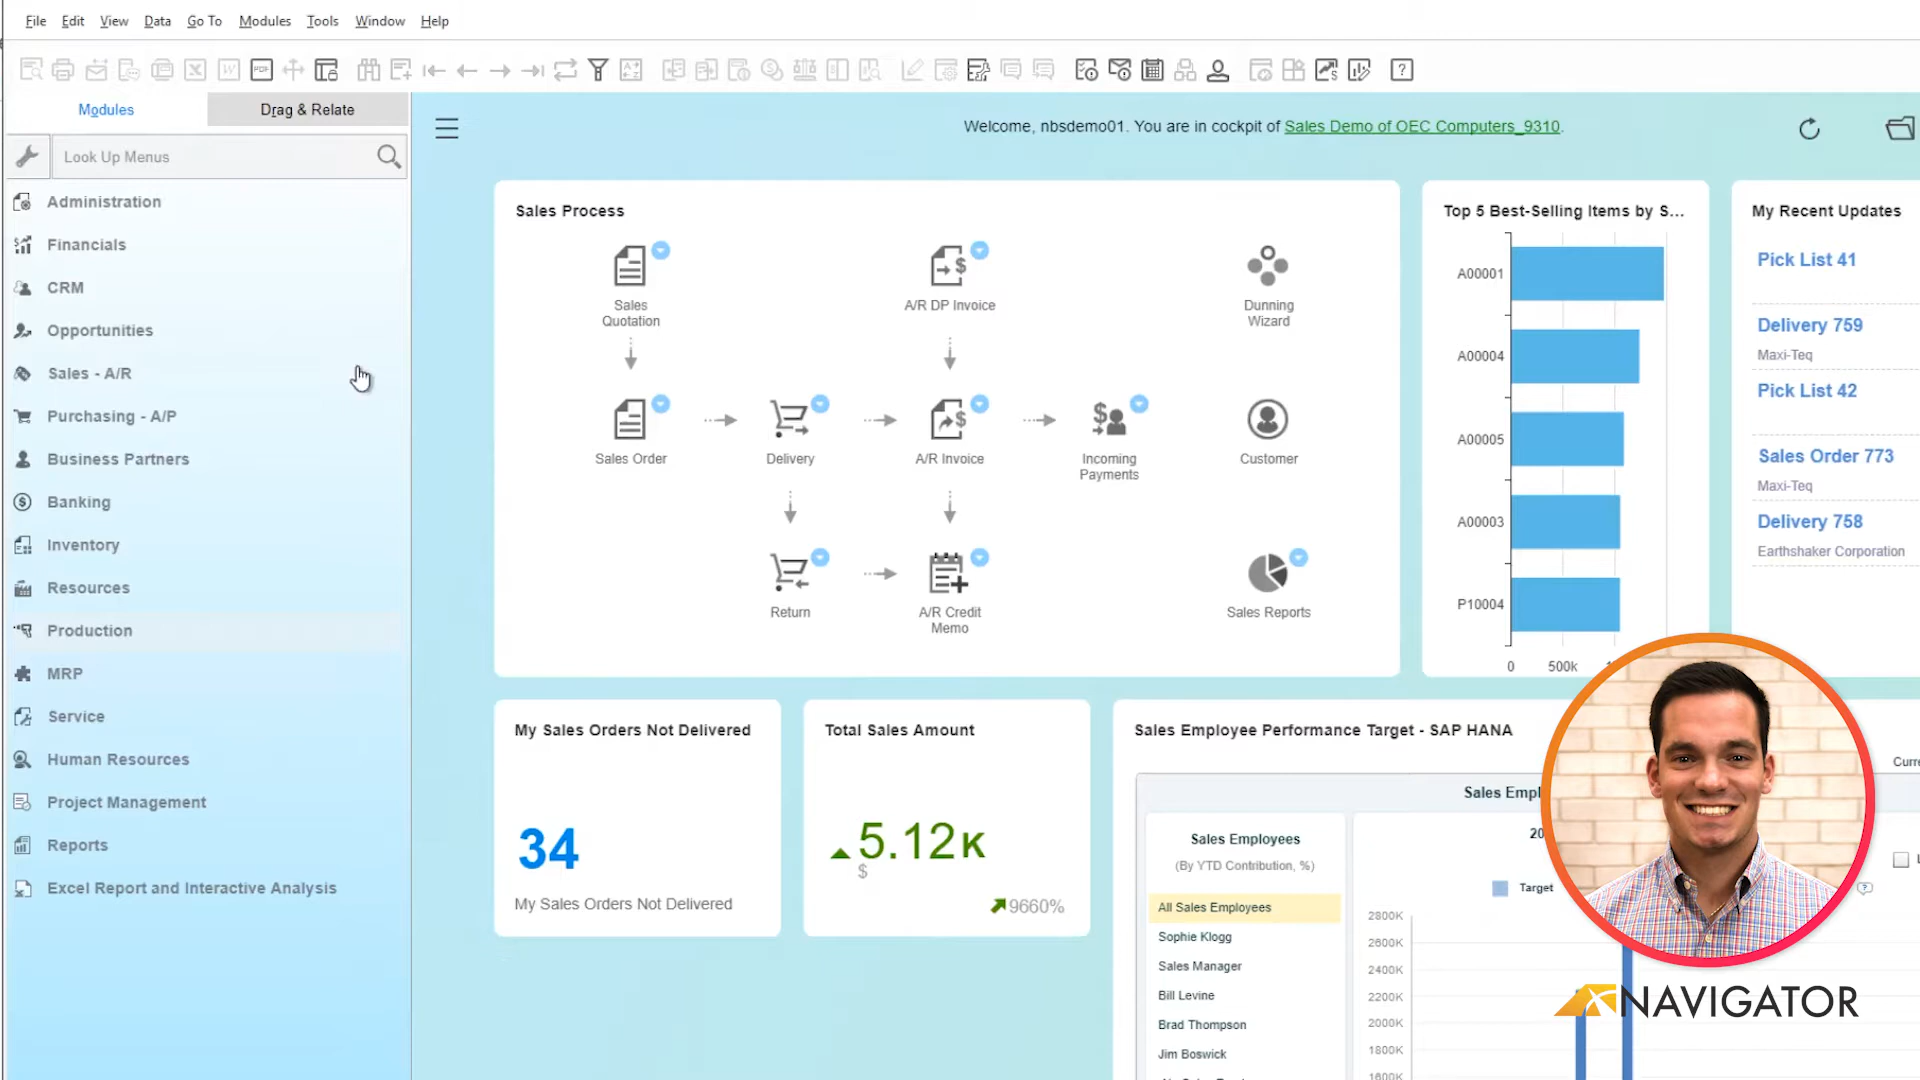 File Edit View Data Go To Modules Tools Window Help
Modules Drag & Relate
Look Up Menus
Administration
Financials
CRM
Opportunities
Sales - A/R
Purchasing - A/P
Business Partners
Banking
Inventory
Resources
Production
MRP
Service
Human Resources
Project Management
Reports
Excel Report and Interactive Analysis
Welcome, nbsdemo01. You are in cockpit of Sales Demo of OEC Computers_9310.
Sales Process
Sales
Quotation
A/R DP Invoice
Dunning
Wizard
Sales Order
Delivery
A/R Invoice
Incoming
Payments
Customer
Return
A/R Credit
Memo
Sales Reports
Top 5 Best-Selling Items by S...
A00001
A00004
A00005
A00003
P10004
0 500k
My Recent Updates
Pick List 41
Delivery 759
Maxi-Teq
Pick List 42
Sales Order 773
Maxi-Teq
Delivery 758
Earthshaker Corporation
My Sales Orders Not Delivered
34
My Sales Orders Not Delivered
Total Sales Amount
5.12K
$
9660%
Sales Employee Performance Target - SAP HANA
Sales Employees
(By YTD Contribution, %)
All Sales Employees
Sophie Klogg
Sales Manager
Bill Levine
Brad Thompson
Jim Boswick
Target
2800K
2600K
2400K
2200K
2000K
1800K
1600K
NAVIGATOR